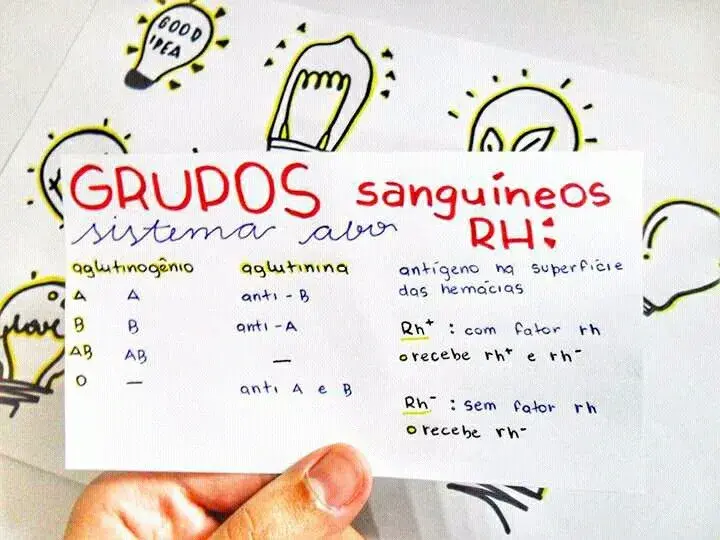 GOOD
IDEA
love
GRUPOS sanguíneos
sistema abo
aglutinogênio aglutinina
A A anti - B
B B anti - A
AB AB —
O — anti A e B
RH:
antígeno na superfície
das hemácias
Rh⁺ : com fator rh
o recebe rh⁺ e rh⁻
Rh⁻ : sem fator rh
o recebe rh⁻